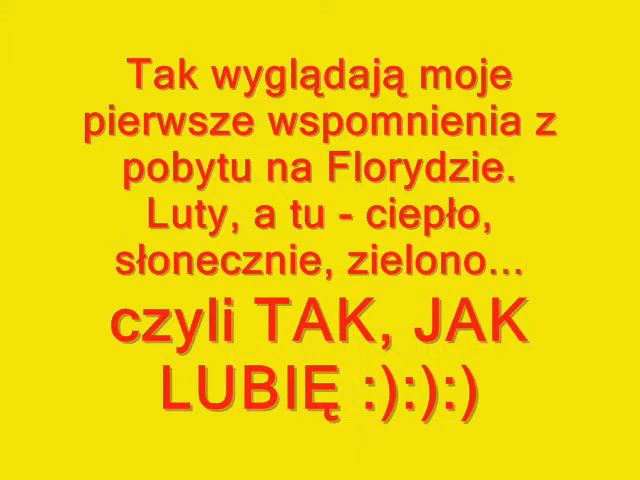 Tak wyglądają moje
pierwsze wspomnienia z
pobytu na Florydzie.
Luty, a tu - ciepło,
słonecznie, zielono...
czyli TAK, JAK
LUBIĘ :):):)